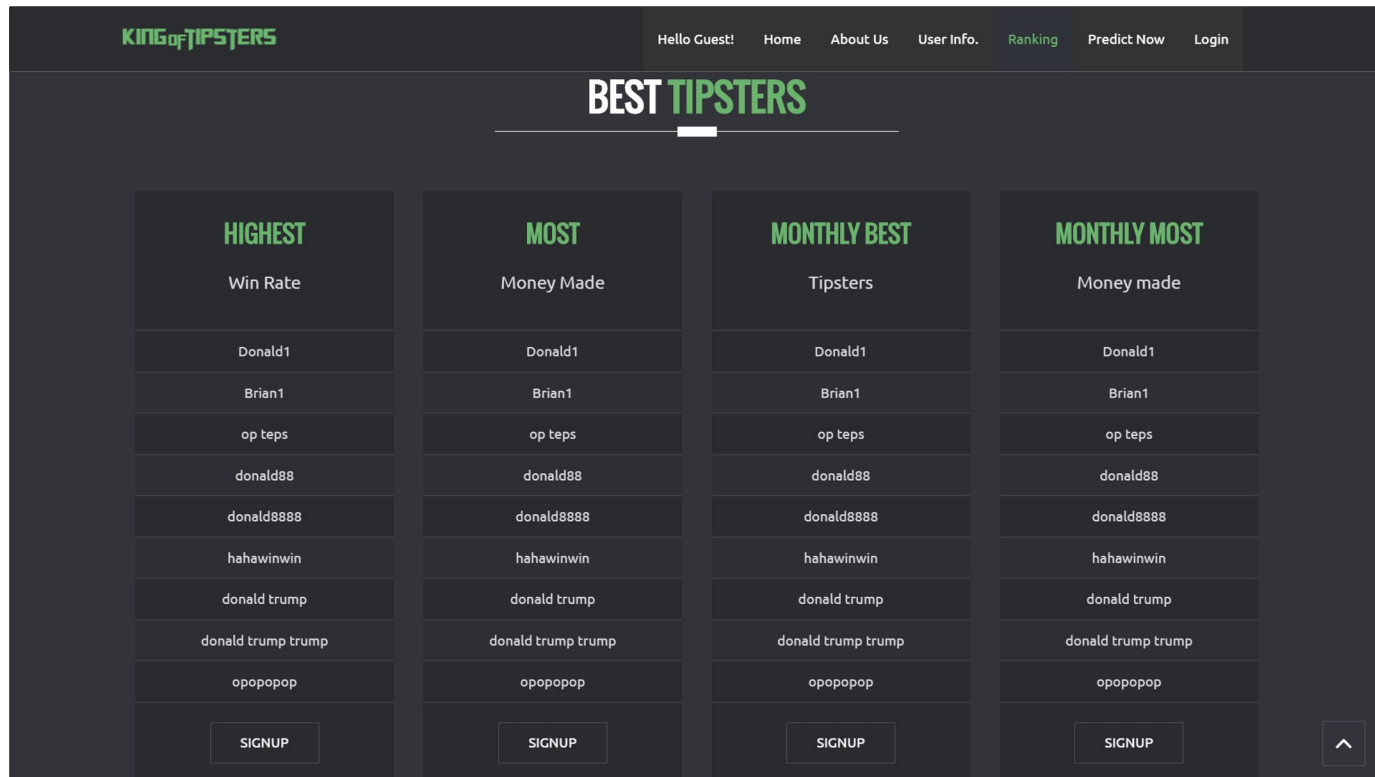 KING OF TIPSTERS
Hello Guest! Home About Us User Info. Ranking Predict Now Login
BEST TIPSTERS
HIGHEST
Win Rate
Donald1
Brian1
op teps
donald88
donald8888
hahawinwin
donald trump
donald trump trump
opopopop
SIGNUP
MOST
Money Made
Donald1
Brian1
op teps
donald88
donald8888
hahawinwin
donald trump
donald trump trump
opopopop
SIGNUP
MONTHLY BEST
Tipsters
Donald1
Brian1
op teps
donald88
donald8888
hahawinwin
donald trump
donald trump trump
opopopop
SIGNUP
MONTHLY MOST
Money made
Donald1
Brian1
op teps
donald88
donald8888
hahawinwin
donald trump
donald trump trump
opopopop
SIGNUP